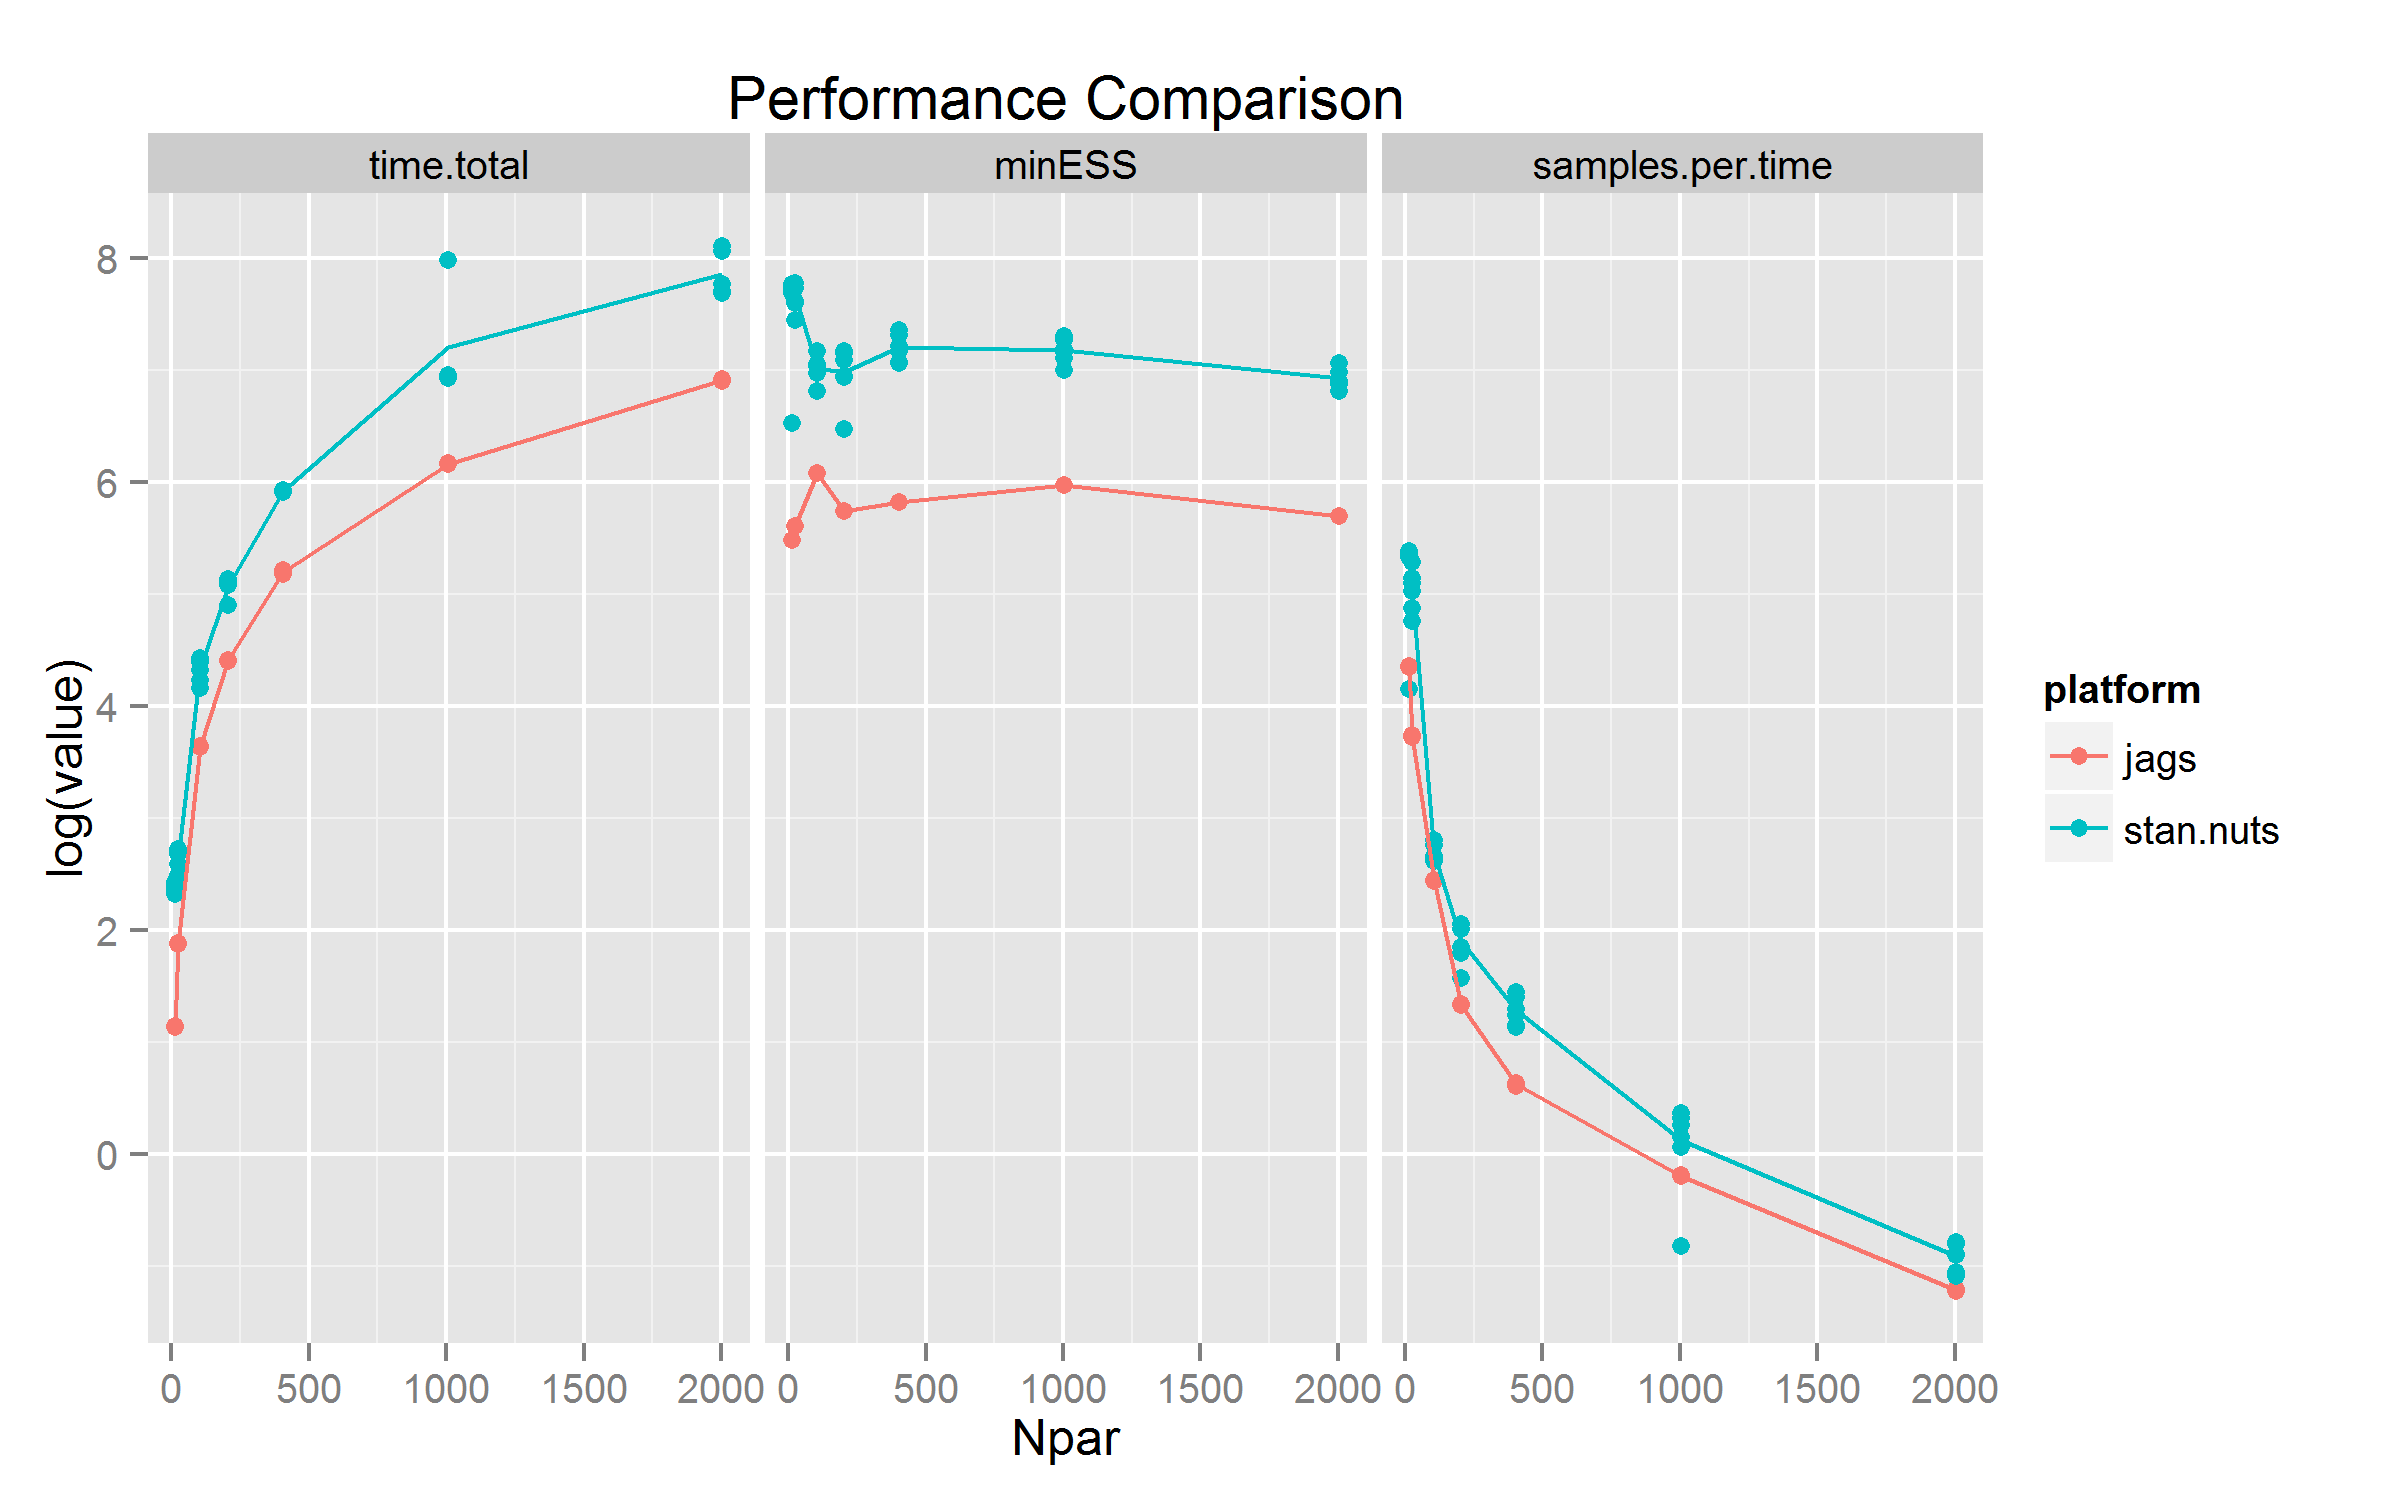 Performance Comparison
time.total minESS samples.per.time
8
6
4
2
0
log(value)
0 500 1000 1500 2000 0 500 1000 1500 2000 0 500 1000 1500 2000
Npar
platform
jags
stan.nuts